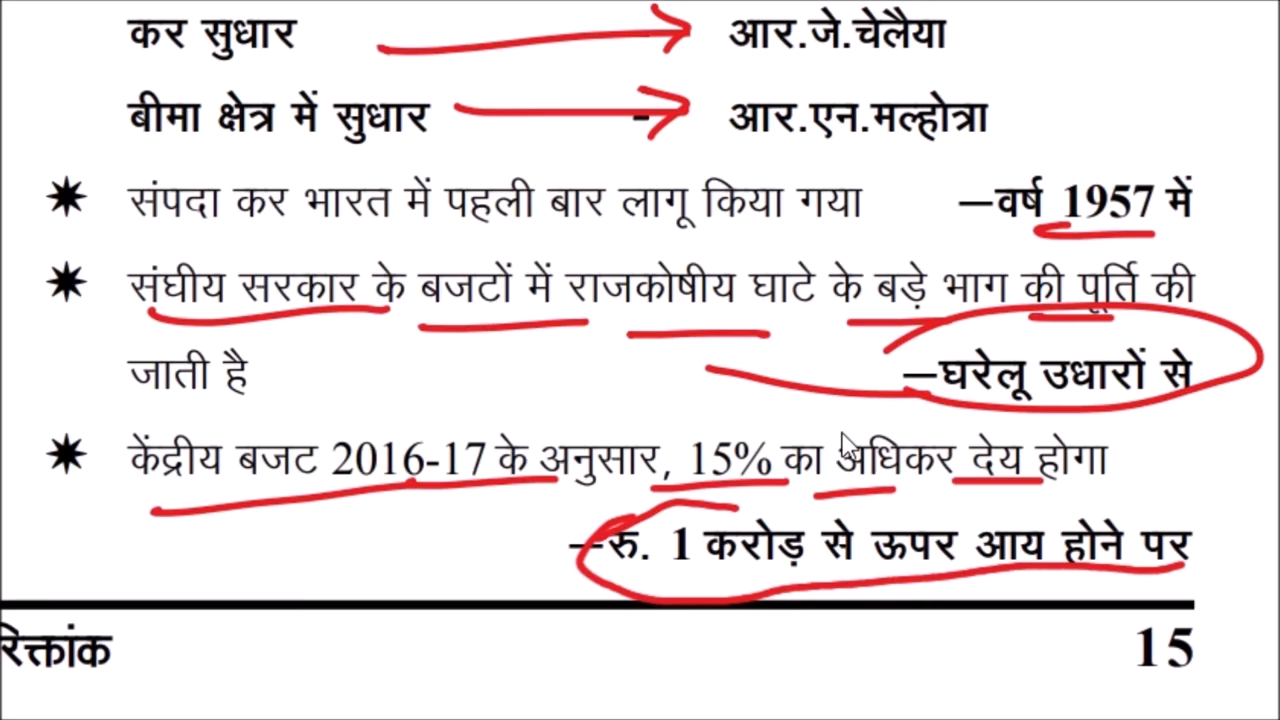 कर सुधार - आर.जे.चेलैया
बीमा क्षेत्र में सुधार - आर.एन.मल्होत्रा
✷ संपदा कर भारत में पहली बार लागू किया गया —वर्ष 1957 में
✷ संघीय सरकार के बजटों में राजकोषीय घाटे के बड़े भाग की पूर्ति की
जाती है —घरेलू उधारों से
✷ केंद्रीय बजट 2016-17 के अनुसार, 15% का अधिकर देय होगा
—रु. 1 करोड़ से ऊपर आय होने पर
रिक्तांक 15